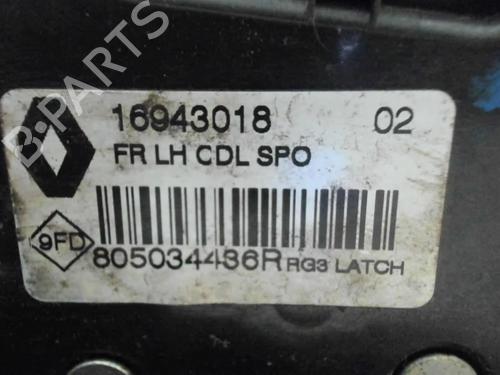 16943018 02
FR LH CDL SPO
9FD
805034436R RG3 LATCH
B-PARTS